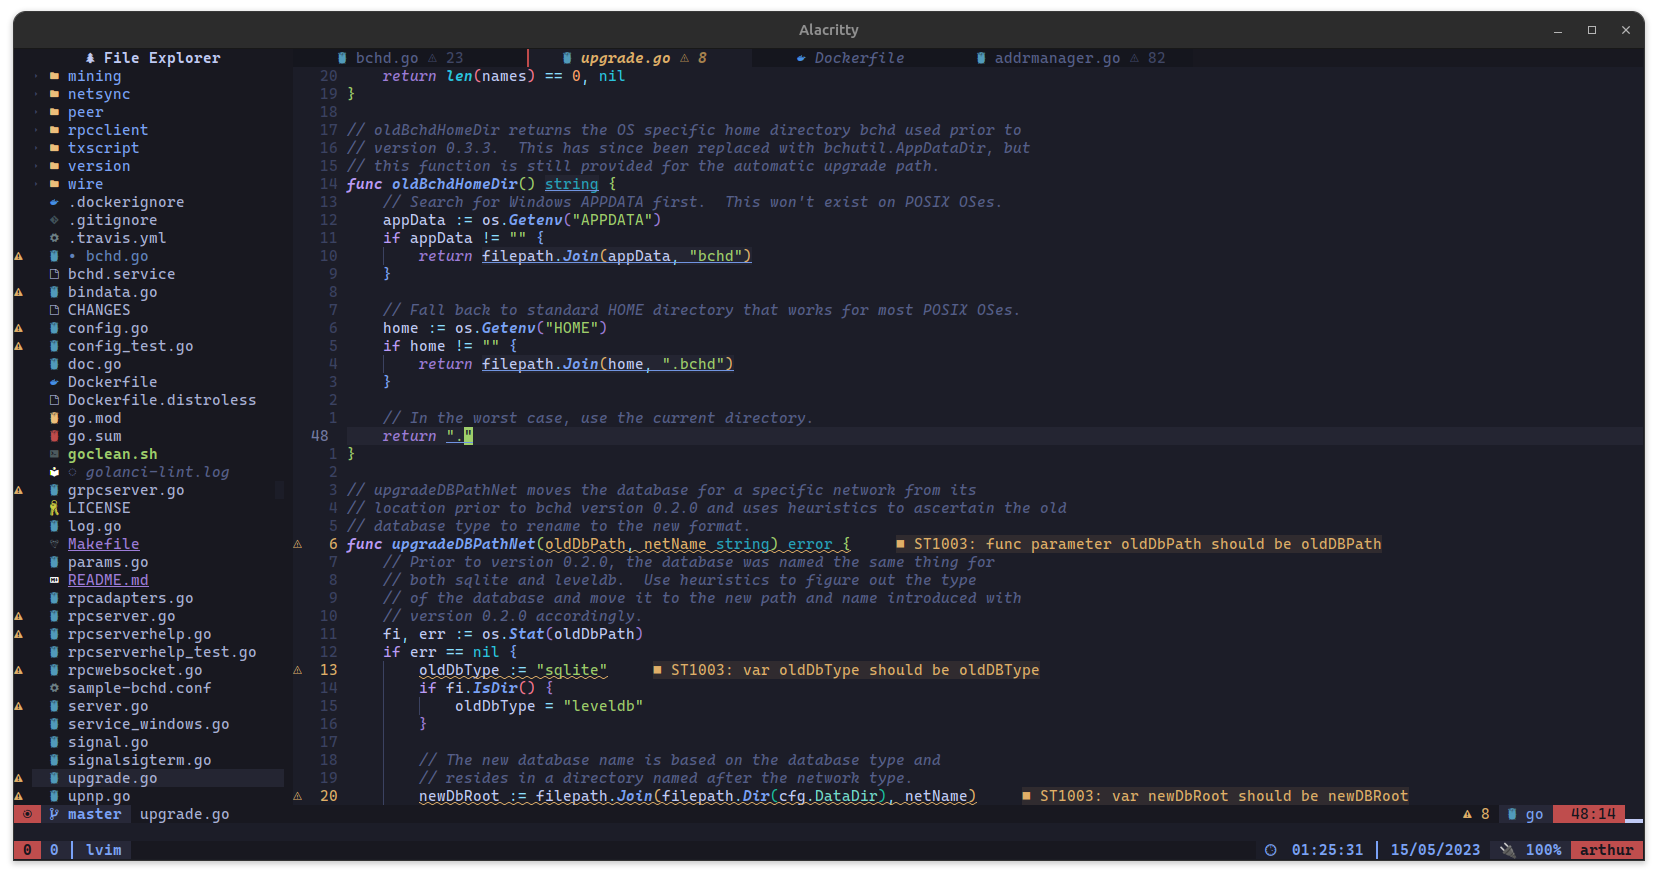 Alacritty
File Explorer
bchd.go 23
upgrade.go 8
Dockerfile
addrmanager.go 82
mining
netsync
peer
rpcclient
txscript
version
wire
.dockerignore
.gitignore
.travis.yml
bchd.go
bchd.service
bindata.go
CHANGES
config.go
config_test.go
doc.go
Dockerfile
Dockerfile.distroless
go.mod
go.sum
goclean.sh
golanci-lint.log
grpcserver.go
LICENSE
log.go
Makefile
params.go
README.md
rpcadapters.go
rpcserver.go
rpcserverhelp.go
rpcserverhelp_test.go
rpcwebsocket.go
sample-bchd.conf
server.go
service_windows.go
signal.go
signalsigterm.go
upgrade.go
upnp.go
20 return len(names) == 0, nil
19 }
18
17 // oldBchdHomeDir returns the OS specific home directory bchd used prior to
16 // version 0.3.3.  This has since been replaced with bchutil.AppDataDir, but
15 // this function is still provided for the automatic upgrade path.
14 func oldBchdHomeDir() string {
13 // Search for Windows APPDATA first.  This won't exist on POSIX OSes.
12 appData := os.Getenv("APPDATA")
11 if appData != "" {
10 return filepath.Join(appData, "bchd")
9 }
8
7 // Fall back to standard HOME directory that works for most POSIX OSes.
6 home := os.Getenv("HOME")
5 if home != "" {
4 return filepath.Join(home, ".bchd")
3 }
2
1 // In the worst case, use the current directory.
48 return "."
1 }
2
3 // upgradeDBPathNet moves the database for a specific network from its
4 // location prior to bchd version 0.2.0 and uses heuristics to ascertain the old
5 // database type to rename to the new format.
6 func upgradeDBPathNet(oldDbPath, netName string) error { ■ ST1003: func parameter oldDbPath should be oldDBPath
7 // Prior to version 0.2.0, the database was named the same thing for
8 // both sqlite and leveldb.  Use heuristics to figure out the type
9 // of the database and move it to the new path and name introduced with
10 // version 0.2.0 accordingly.
11 fi, err := os.Stat(oldDbPath)
12 if err == nil {
13 oldDbType := "sqlite" ■ ST1003: var oldDbType should be oldDBType
14 if fi.IsDir() {
15 oldDbType = "leveldb"
16 }
17
18 // The new database name is based on the database type and
19 // resides in a directory named after the network type.
20 newDbRoot := filepath.Join(filepath.Dir(cfg.DataDir), netName) ■ ST1003: var newDbRoot should be newDBRoot
master upgrade.go 8 go 48:14
0 0 lvim 01:25:31 15/05/2023 100% arthur